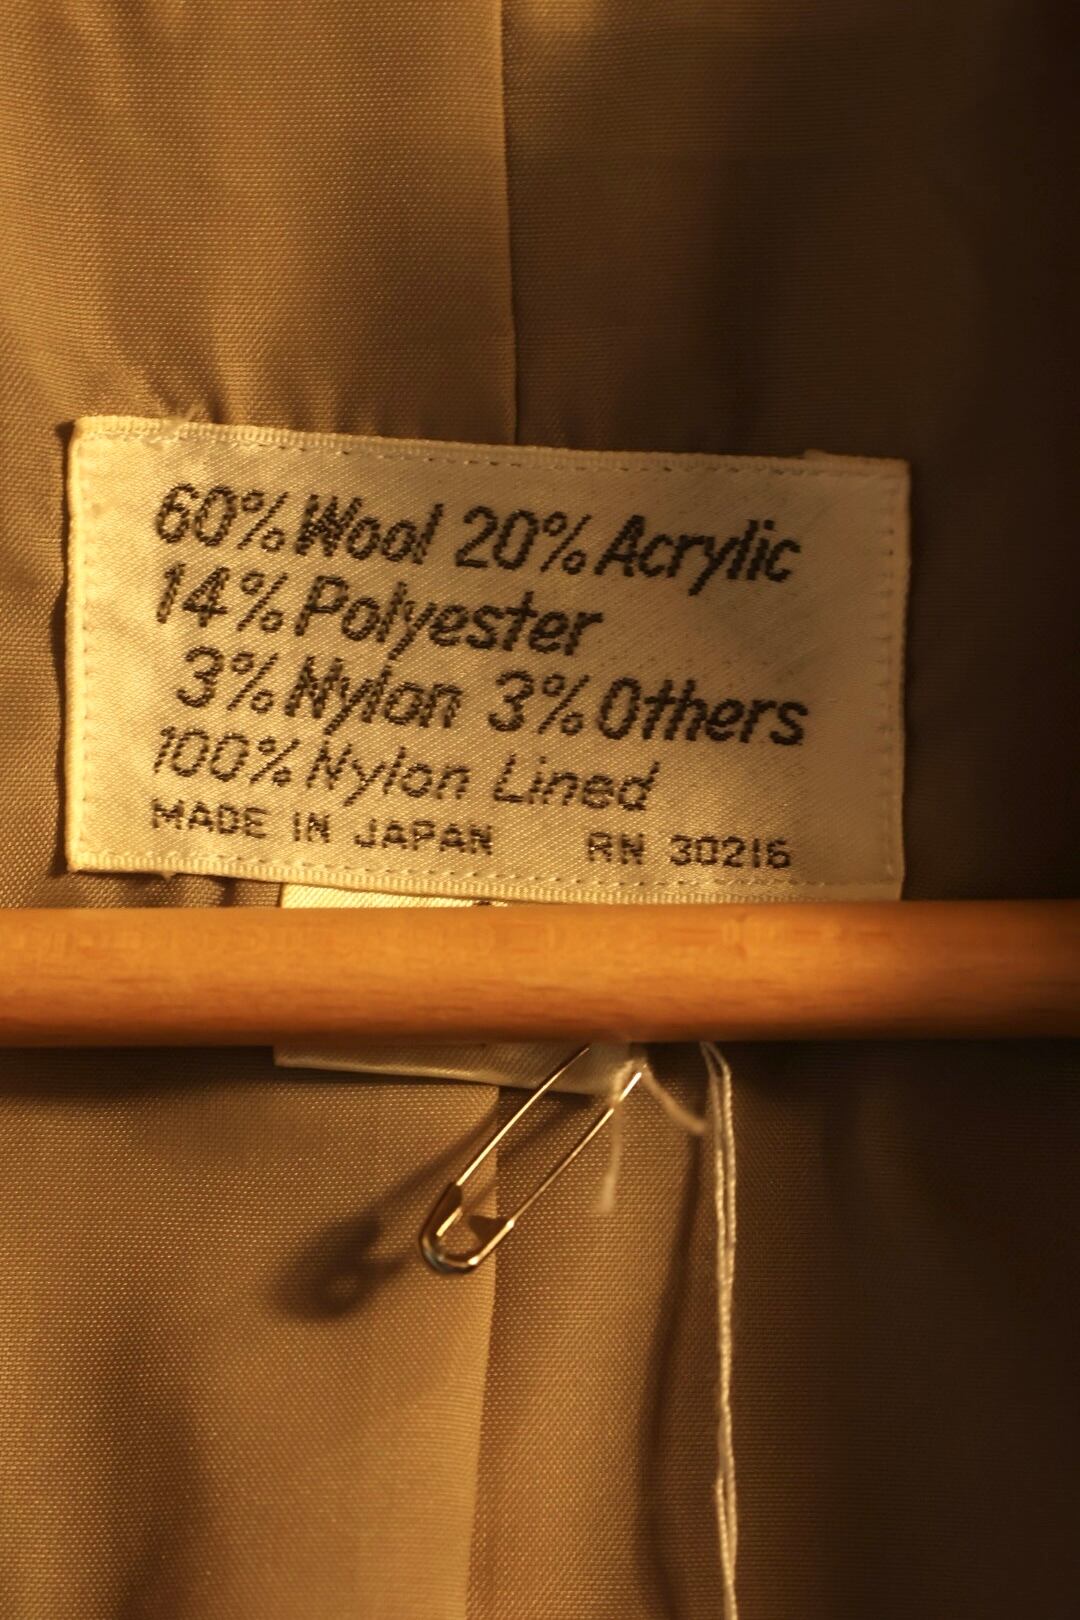 60% Wool 20% Acrylic
14% Polyester
3% Nylon 3% Others
100% Nylon Lined
MADE IN JAPAN RN 30216